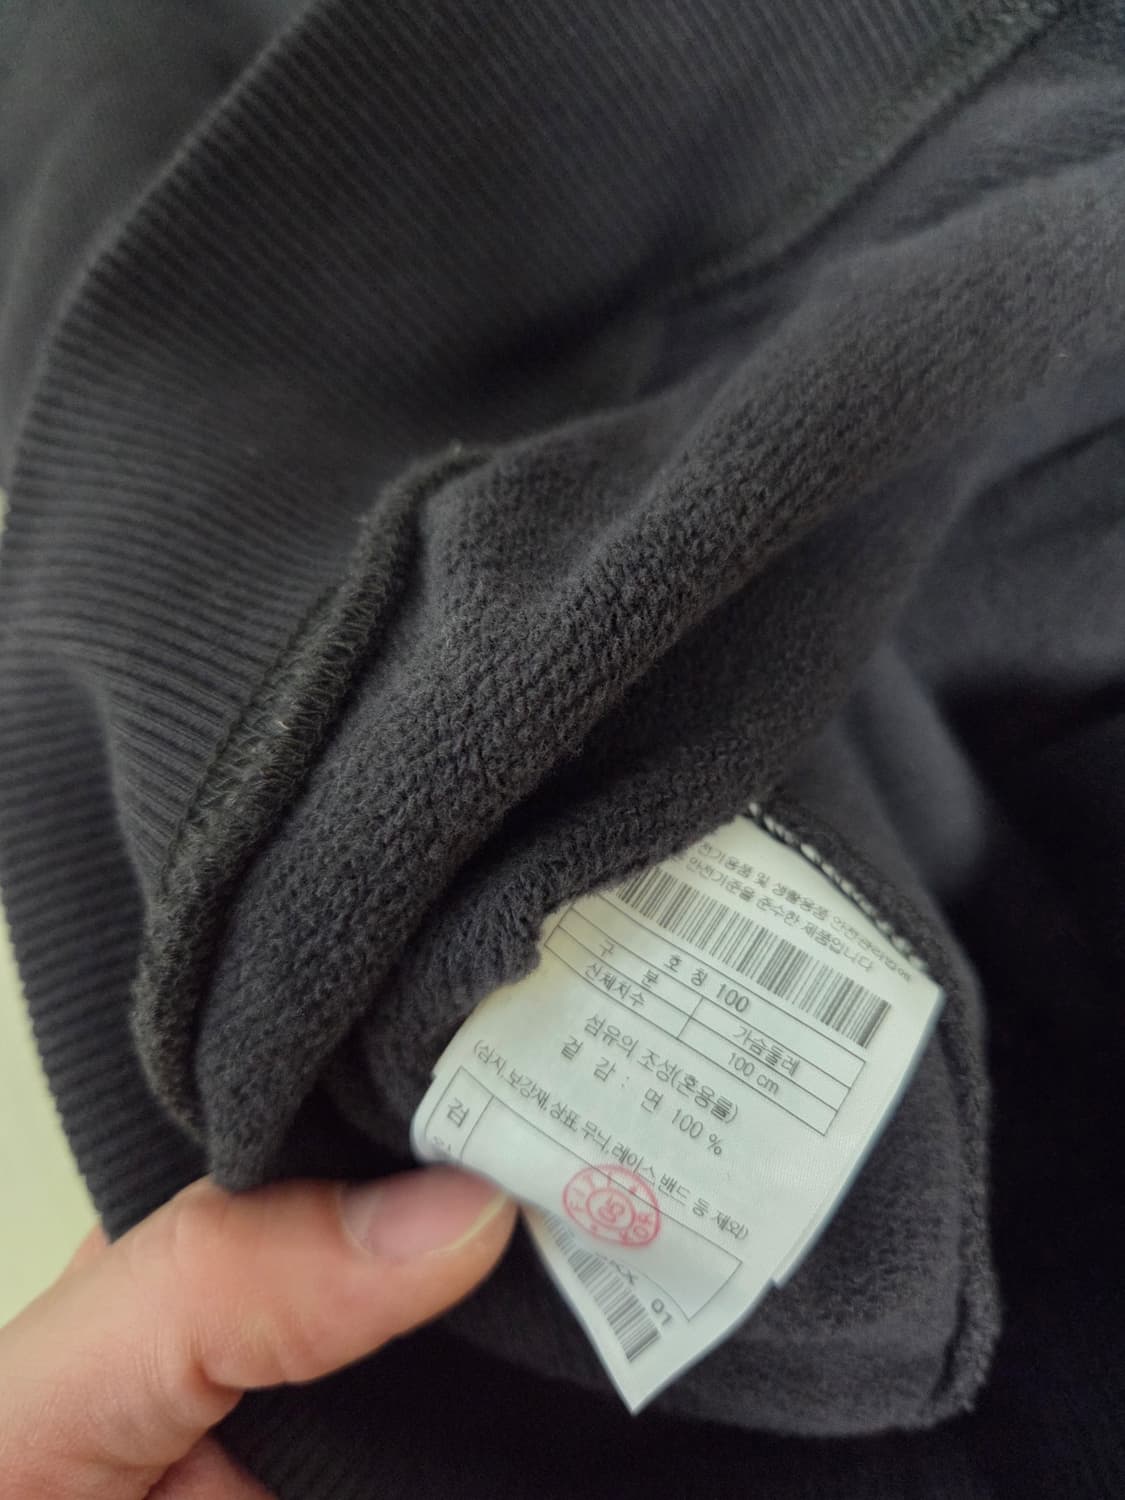 전기용품 및 생활용품 안전관리법에
안전기준을 준수한 제품입니다
호칭 100
구 분 가슴둘레
신체치수 100 cm
섬유의 조성(혼용률)
겉 감 : 면 100 %
(심지, 보강재, 상표, 무늬, 레이스, 밴드 등 제외)
검
05
01